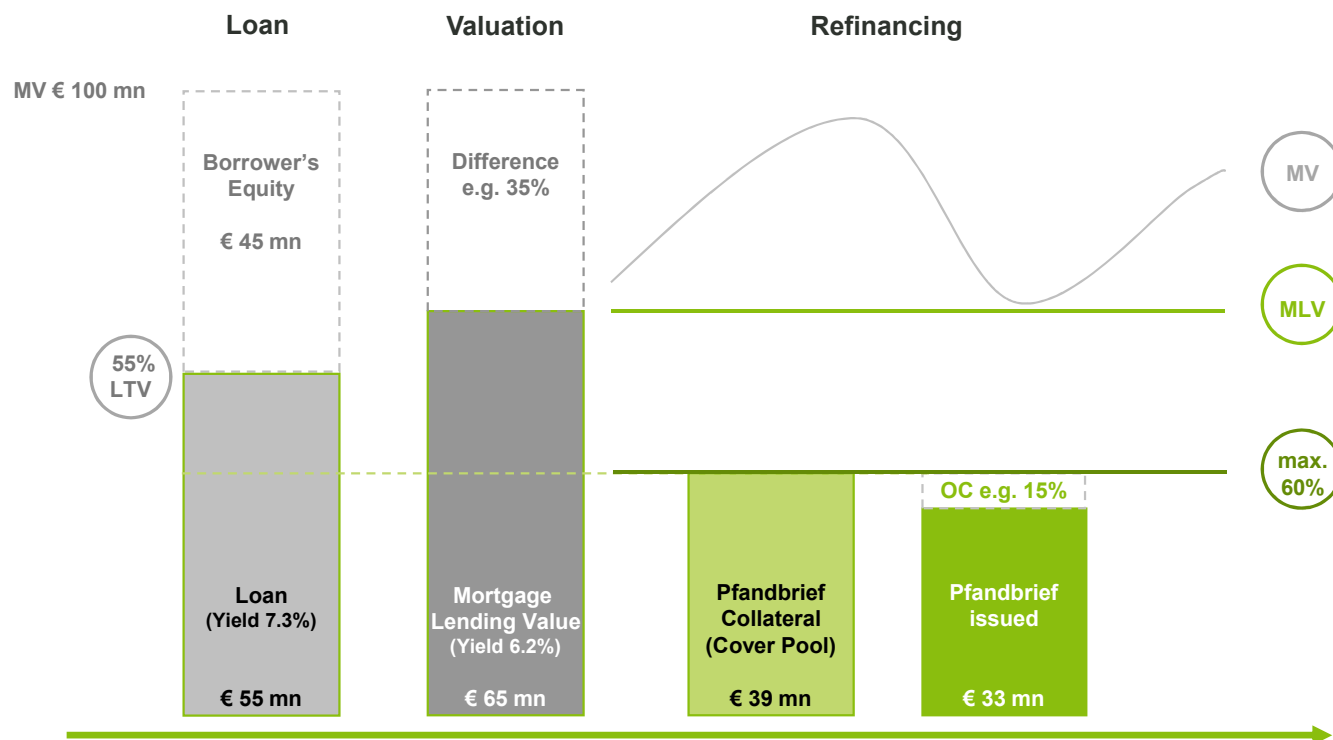 Loan
Valuation
Refinancing
MV € 100 mn
Borrower’s
Equity
€ 45 mn
Difference
e.g. 35%
MV
MLV
55%
LTV
max.
60%
OC e.g. 15%
Loan
(Yield 7.3%)
€ 55 mn
Mortgage
Lending Value
(Yield 6.2%)
€ 65 mn
Pfandbrief
Collateral
(Cover Pool)
€ 39 mn
Pfandbrief
issued
€ 33 mn